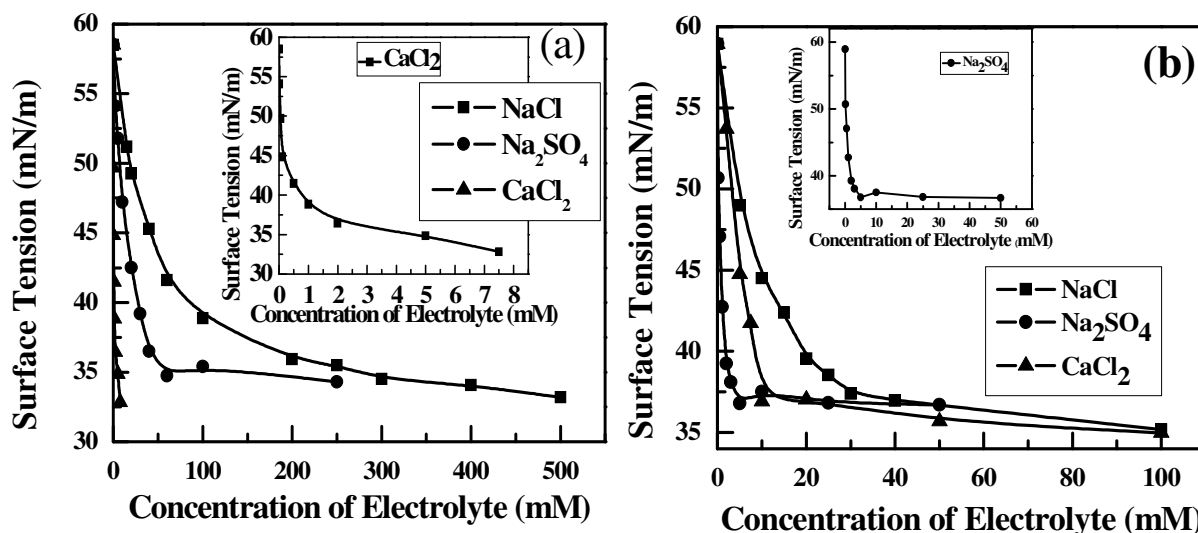 (a)
Surface Tension (mN/m)
60
55
50
45
40
35
30
0 100 200 300 400 500
Concentration of Electrolyte (mM)
NaCl
Na2SO4
CaCl2
CaCl2
Surface Tension (mN/m)
60
55
50
45
40
35
30
0 1 2 3 4 5 6 7 8
Concentration of Electrolyte (mM)
(b)
Surface Tension (mN/m)
60
55
50
45
40
35
0 20 40 60 80 100
Concentration of Electrolyte (mM)
NaCl
Na2SO4
CaCl2
Na2SO4
Surface Tension (mN/m)
60
50
40
0 10 20 30 40 50 60
Concentration of Electrolyte (mM)